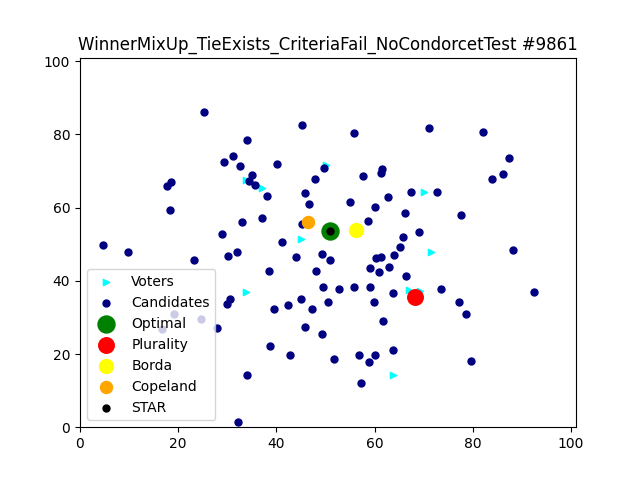 WinnerMixUp_TieExists_CriteriaFail_NoCondorcetTest #9861
100
80
60
40
20
0
Voters
Candidates
Optimal
Plurality
Borda
Copeland
STAR
0 20 40 60 80 100